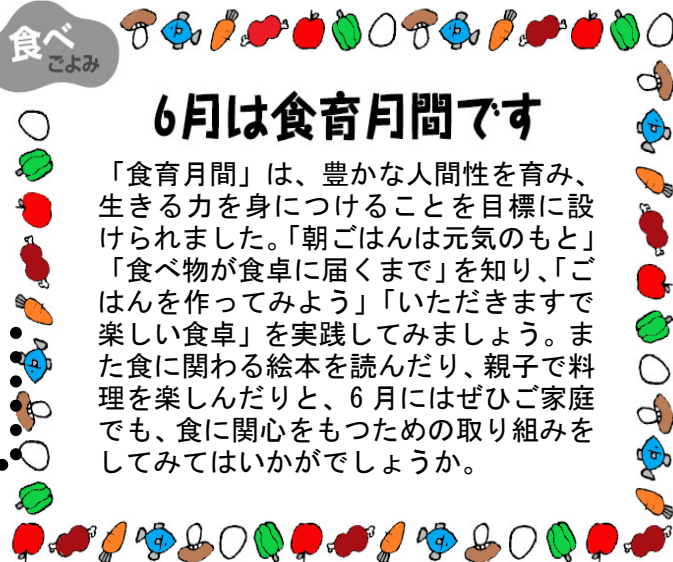 食べ
ごよみ
6月は食育月間です
「食育月間」は、豊かな人間性を育み、
生きる力を身につけることを目標に設
けられました。「朝ごはんは元気のもと」
「食べ物が食卓に届くまで」を知り、「ご
はんを作ってみよう」「いただきますで
楽しい食卓」を実践してみましょう。ま
た食に関わる絵本を読んだり、親子で料
理を楽しんだりと、6月にはぜひご家庭
でも、食に関心をもつための取り組みを
してみてはいかがでしょうか。